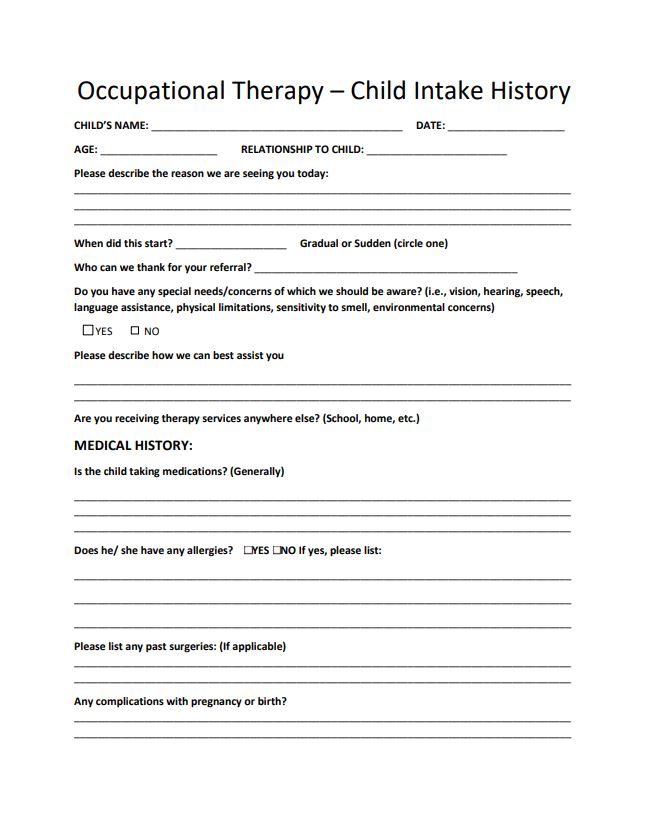 Occupational Therapy – Child Intake History
CHILD'S NAME: ___________________________________________ DATE: ____________________
AGE: ____________________ RELATIONSHIP TO CHILD: ________________________
Please describe the reason we are seeing you today:
When did this start? ___________________ Gradual or Sudden (circle one)
Who can we thank for your referral? _____________________________________________
Do you have any special needs/concerns of which we should be aware? (i.e., vision, hearing, speech,
language assistance, physical limitations, sensitivity to smell, environmental concerns)
☐YES ☐ NO
Please describe how we can best assist you
Are you receiving therapy services anywhere else? (School, home, etc.)
MEDICAL HISTORY:
Is the child taking medications? (Generally)
Does he/ she have any allergies? ☐YES ☐NO If yes, please list:
Please list any past surgeries: (If applicable)
Any complications with pregnancy or birth?